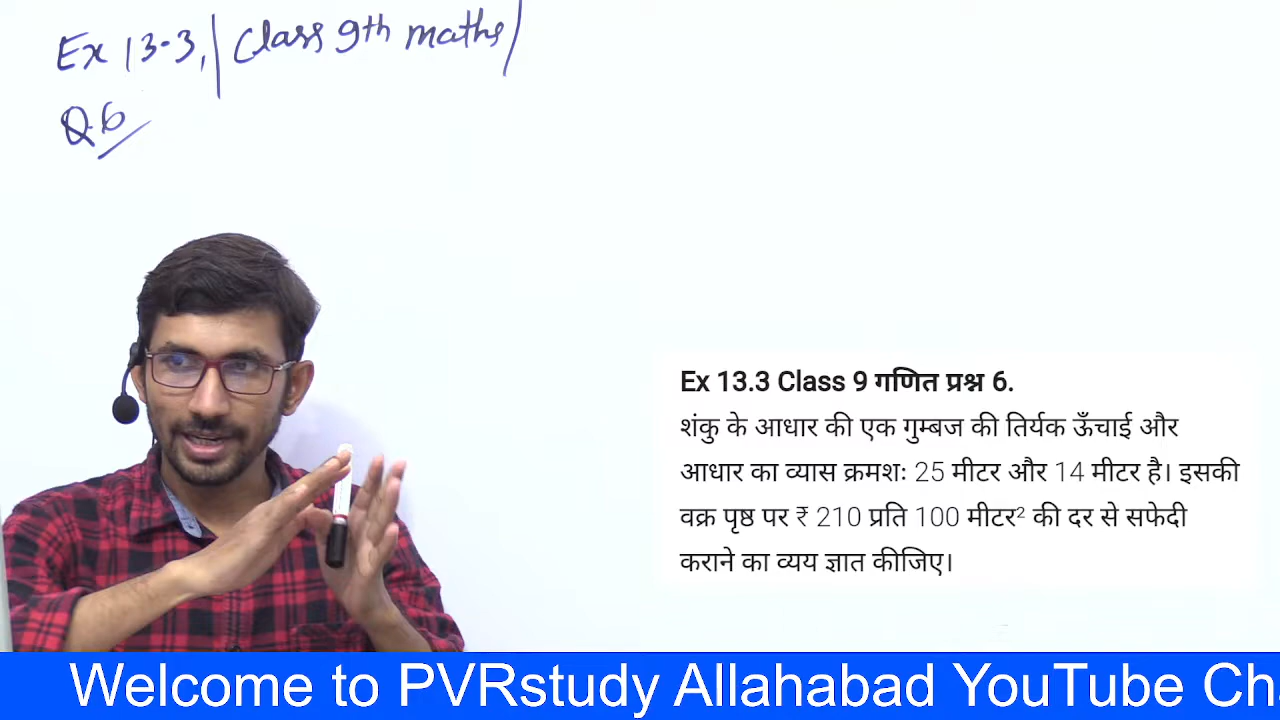 Ex 13.3, | Class 9th maths |
Q.6
Ex 13.3 Class 9 गणित प्रश्न 6.
शंकु के आधार की एक गुम्बज की तिर्यक ऊँचाई और
आधार का व्यास क्रमशः 25 मीटर और 14 मीटर है। इसकी
वक्र पृष्ठ पर ₹ 210 प्रति 100 मीटर² की दर से सफेदी
कराने का व्यय ज्ञात कीजिए।
Welcome to PVRstudy Allahabad YouTube Ch